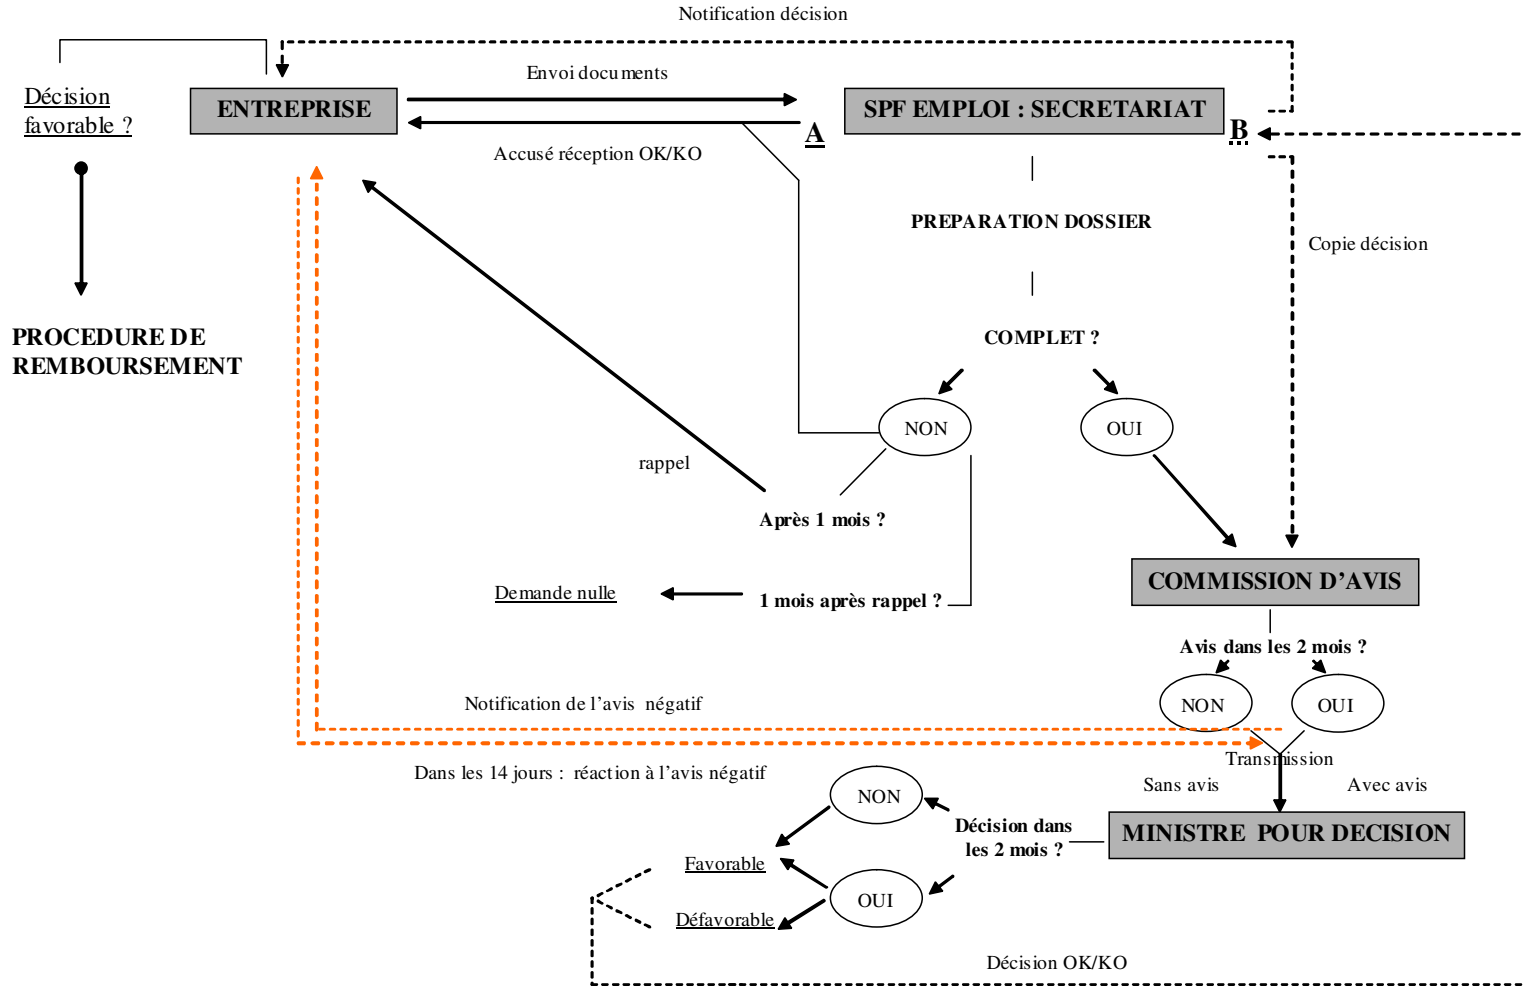 Notification décision
Envoi documents
Décision
favorable ?
ENTREPRISE
SPF EMPLOI : SECRETARIAT
A
B
Accusé réception OK/KO
PREPARATION DOSSIER
Copie décision
PROCEDURE DE
REMBOURSEMENT
COMPLET ?
NON
OUI
rappel
Après 1 mois ?
COMMISSION D’AVIS
Demande nulle
1 mois après rappel ?
Avis dans les 2 mois ?
Notification de l’avis négatif
NON
OUI
Transmission
Dans les 14 jours : réaction à l’avis négatif
Sans avis
Avec avis
NON
Décision dans
les 2 mois ?
MINISTRE POUR DECISION
Favorable
OUI
Défavorable
Décision OK/KO